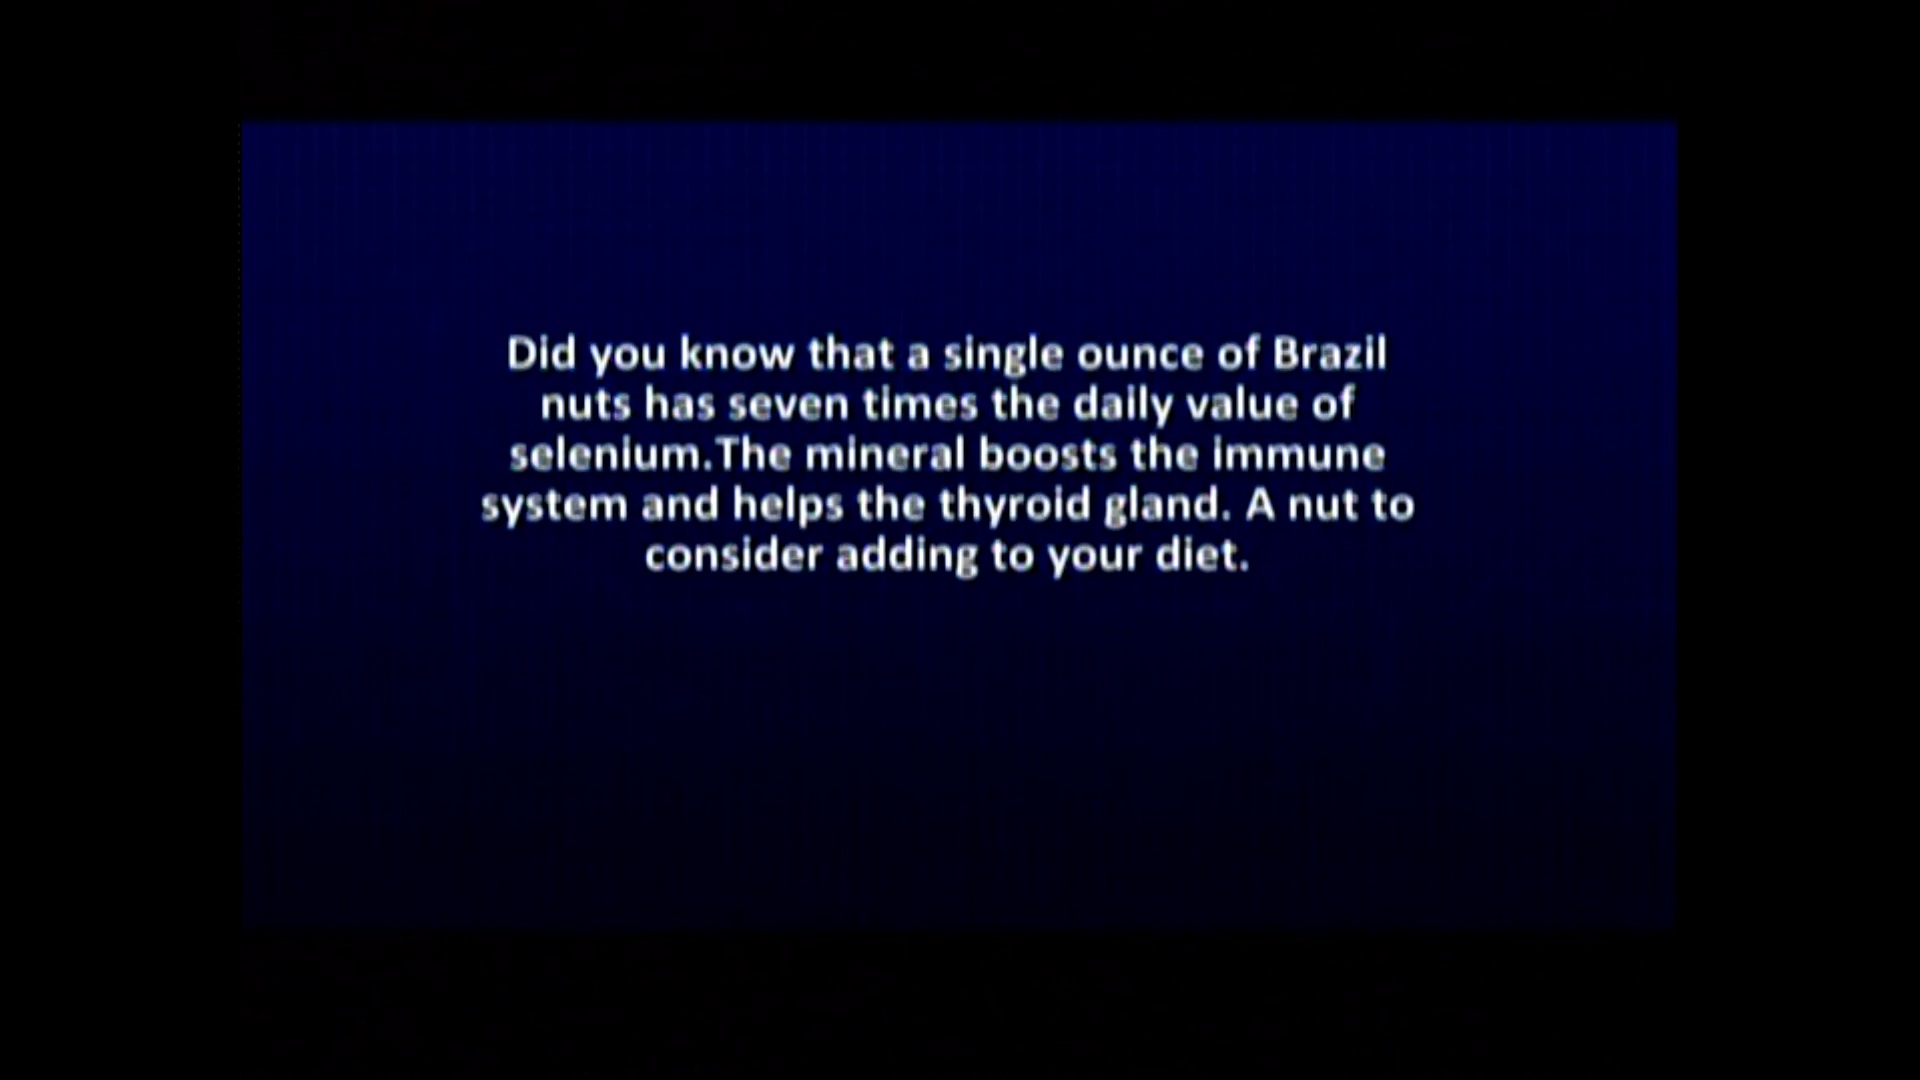 Did you know that a single ounce of Brazil
nuts has seven times the daily value of
selenium.The mineral boosts the immune
system and helps the thyroid gland. A nut to
consider adding to your diet.